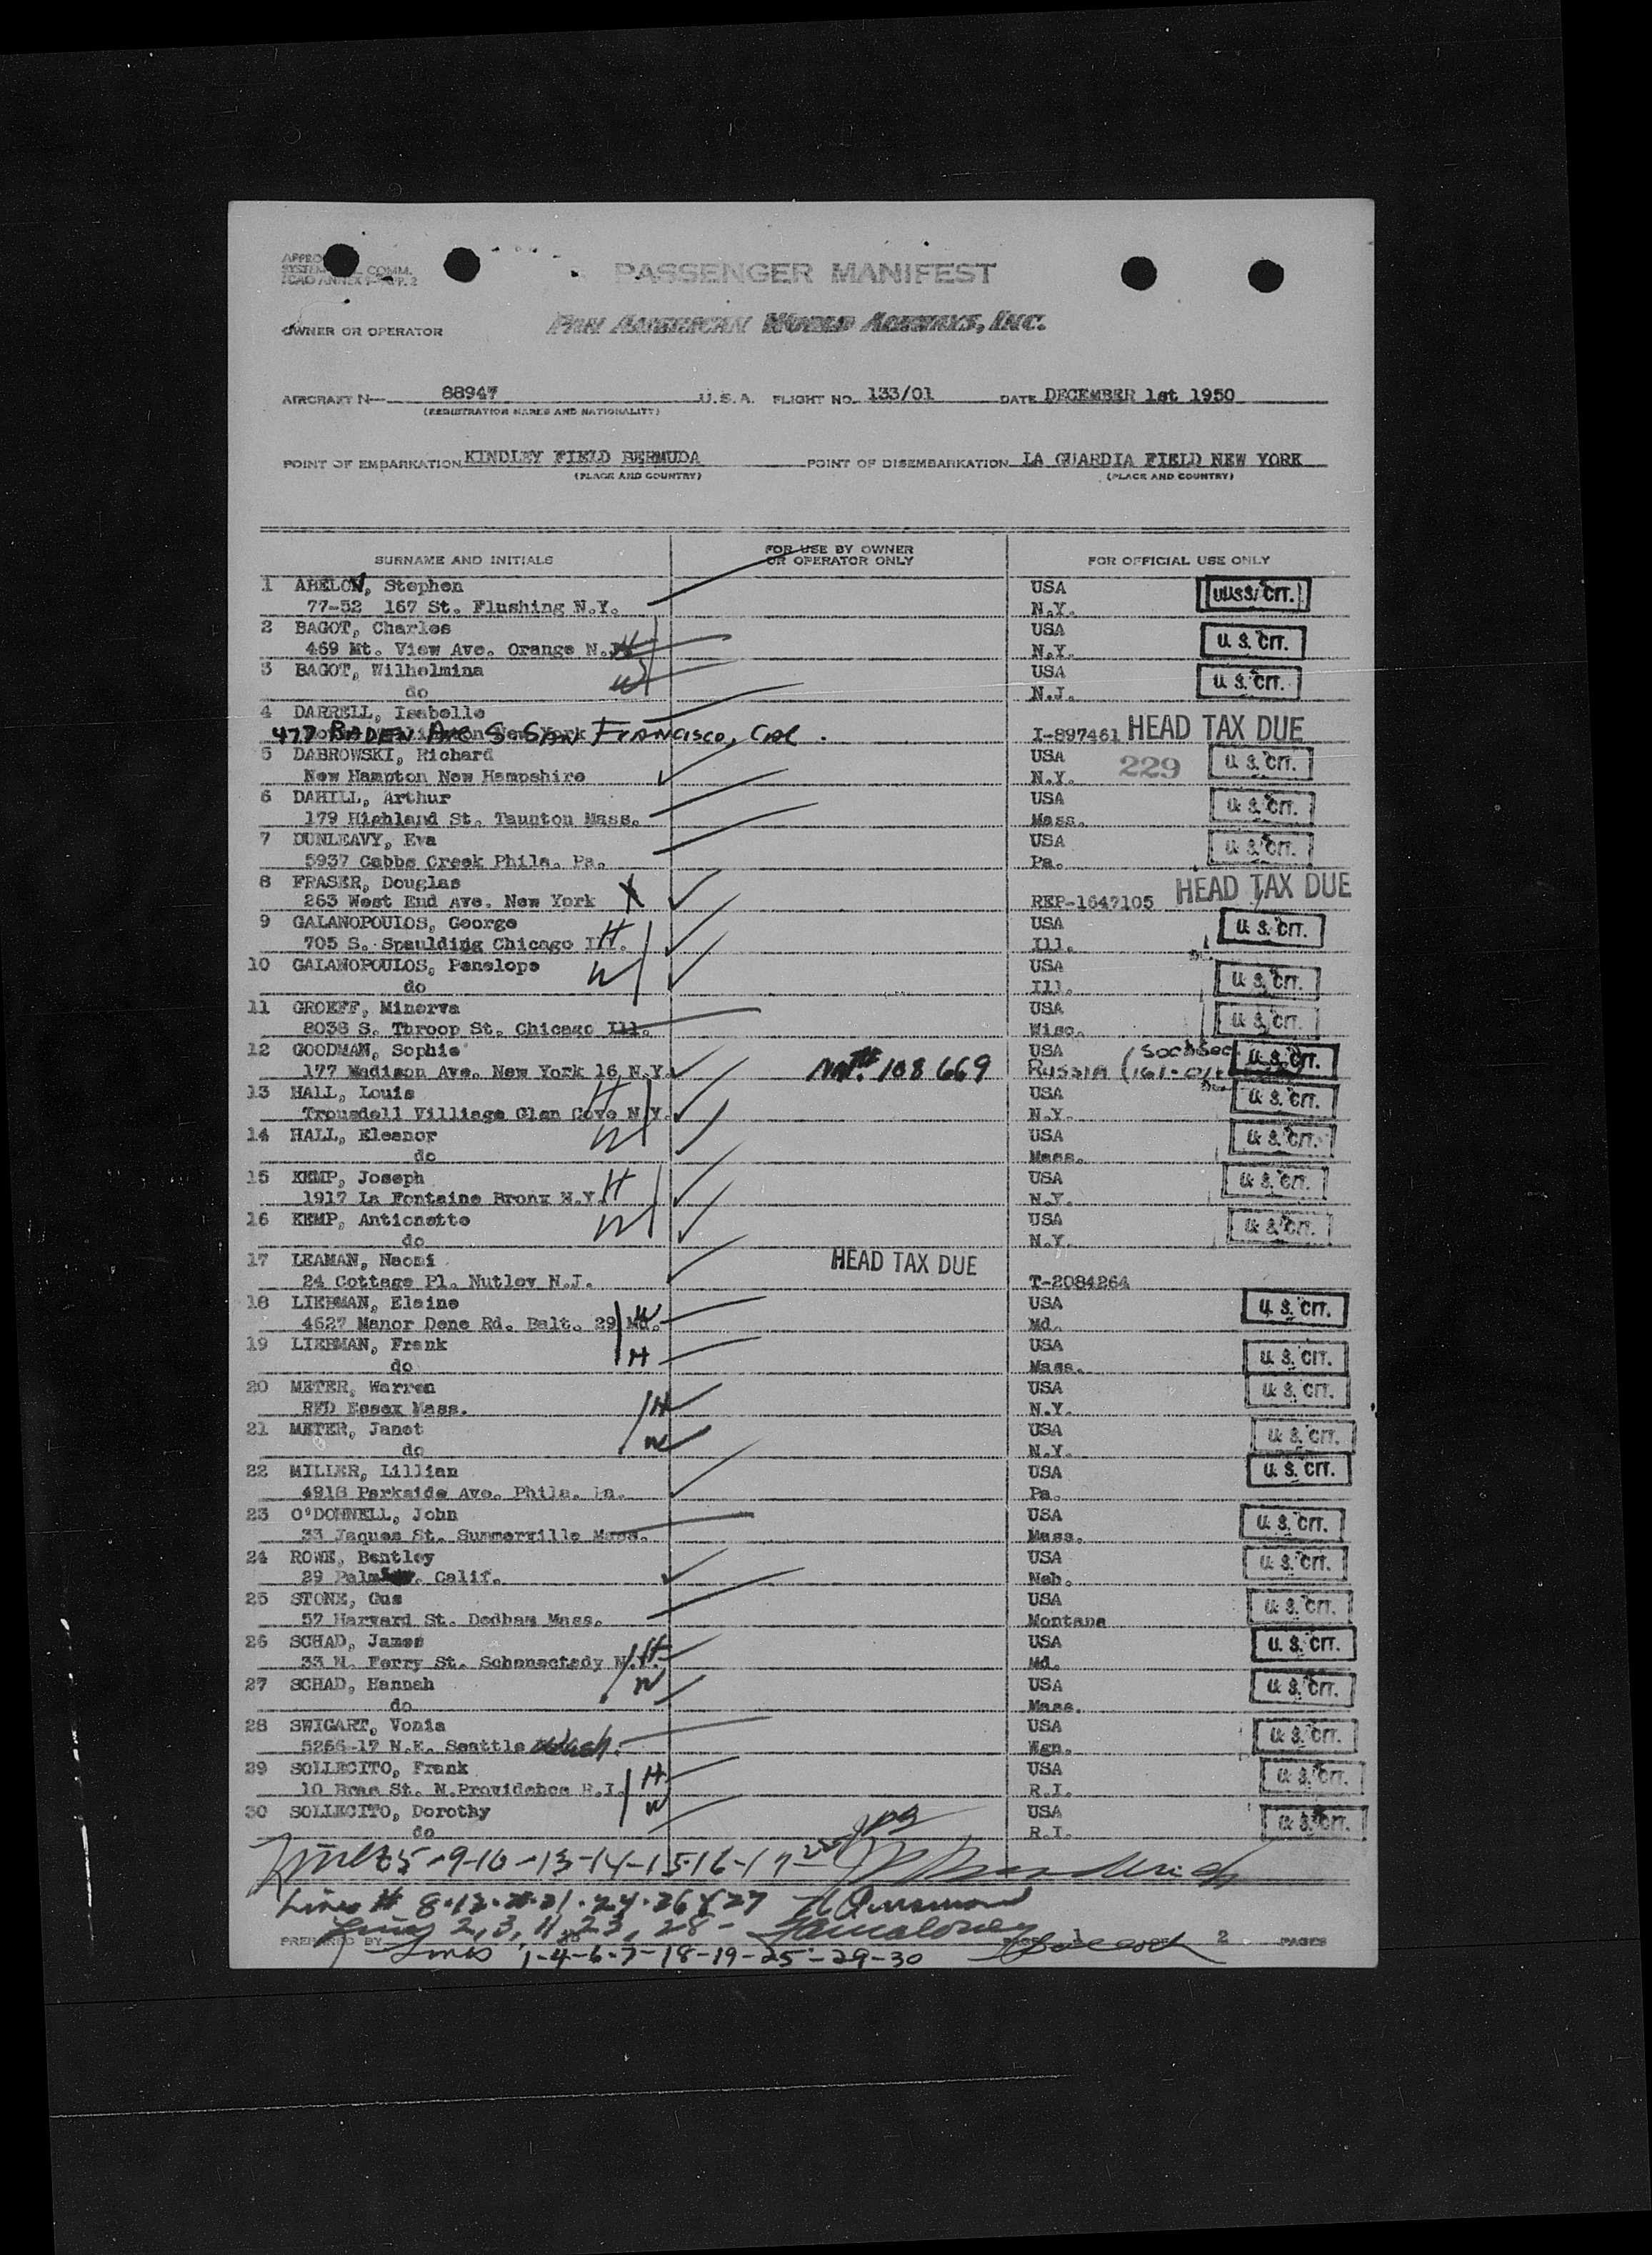 PASSENGER MANIFEST
OWNER OR OPERATOR PAN AMERICAN WORLD AIRWAYS, INC.
AIRCRAFT N— 88947 U.S.A. FLIGHT NO. 133/01 DATE DECEMBER 1st 1950
(REGISTRATION MARKS AND NATIONALITY)
POINT OF EMBARKATION KINDLEY FIELD BERMUDA POINT OF DISEMBARKATION LA GUARDIA FIELD NEW YORK
(PLACE AND COUNTRY) (PLACE AND COUNTRY)
SURNAME AND INITIALS FOR USE BY OWNER OR OPERATOR ONLY FOR OFFICIAL USE ONLY
1 ABELOW, Stephen USA U.S. CIT.
77-52 167 St. Flushing N.Y. N.Y.
2 BAGOT, Charles USA U.S. CIT.
469 Mt. View Ave. Orange N.J. H N.Y.
3 BAGOT, Wilhelmina USA U.S. CIT.
do W N.J.
4 DARRELL, Isabelle
477 BADEN AVE S. SAN FRANCISCO, CAL. I-897461 HEAD TAX DUE
5 DABROWSKI, Richard USA 229 U.S. CIT.
New Hampton New Hampshire N.Y.
6 DAHILL, Arthur USA U.S. CIT.
179 Highland St. Taunton Mass. Mass.
7 DUNLEAVY, Eva USA U.S. CIT.
5937 Cabbs Creek Phila. Pa. Pa.
8 FRASER, Douglas HEAD TAX DUE
263 West End Ave. New York X REP-1647105
9 GALANOPOULOS, George USA U.S. CIT.
705 S. Spaulding Chicago Ill. H Ill.
10 GALANOPOULOS, Penelope USA U.S. CIT.
do W Ill.
11 GROEFF, Minerva USA U.S. CIT.
8038 S. Throop St. Chicago Ill. Wisc.
12 GOODMAN, Sophie USA U.S. CIT.
177 Madison Ave. New York 16 N.Y. Nat# 108669 RUSSIA
13 HALL, Louis USA U.S. CIT.
Trousdell Villiage Glen Cove N.Y. H N.Y.
14 HALL, Eleanor USA U.S. CIT.
do W Mass.
15 KEMP, Joseph USA U.S. CIT.
1917 La Fontaine Bronx N.Y. H N.Y.
16 KEMP, Antionette USA U.S. CIT.
do W N.Y.
17 LEAMAN, Naomi HEAD TAX DUE
24 Cottage Pl. Nutley N.J. T-2084264
18 LIEBMAN, Elaine USA U.S. CIT.
4627 Manor Dene Rd. Balt. 29 Md. W Md.
19 LIEBMAN, Frank USA U.S. CIT.
do H Mass.
20 METER, Warren USA U.S. CIT.
RFD Essex Mass. H N.Y.
21 METER, Janet USA U.S. CIT.
do W N.Y.
22 MILLER, Lillian USA U.S. CIT.
4918 Parkside Ave. Phila. Pa. Pa.
23 O'DONNELL, John USA U.S. CIT.
33 Jaques St. Summerville Mass. Mass.
24 ROWE, Bentley USA U.S. CIT.
29 Palm Calif. Neb.
25 STONE, Gus USA U.S. CIT.
57 Harvard St. Dedham Mass. Montana
26 SCHAD, James USA U.S. CIT.
33 N. Ferry St. Schenectady N.Y. H Md.
27 SCHAD, Hannah USA U.S. CIT.
do W Mass.
28 SWIGART, Vonia USA U.S. CIT.
5256-17 N.E. Seattle Wash. Wgn.
29 SOLLECITO, Frank USA U.S. CIT.
10 Bras St. N.Providence R.I. H R.I.
30 SOLLECITO, Dorothy USA U.S. CIT.
do W R.I.
Lines 5-9-10-13-14-15-16-17-22
Lines # 8.12.20.21.24.26 & 27
Lines 2, 3, 11, 23, 28-
PREPARED BY PAGE 1 2 PAGES
Lines 1-4-6-7-18-19-25-29-30